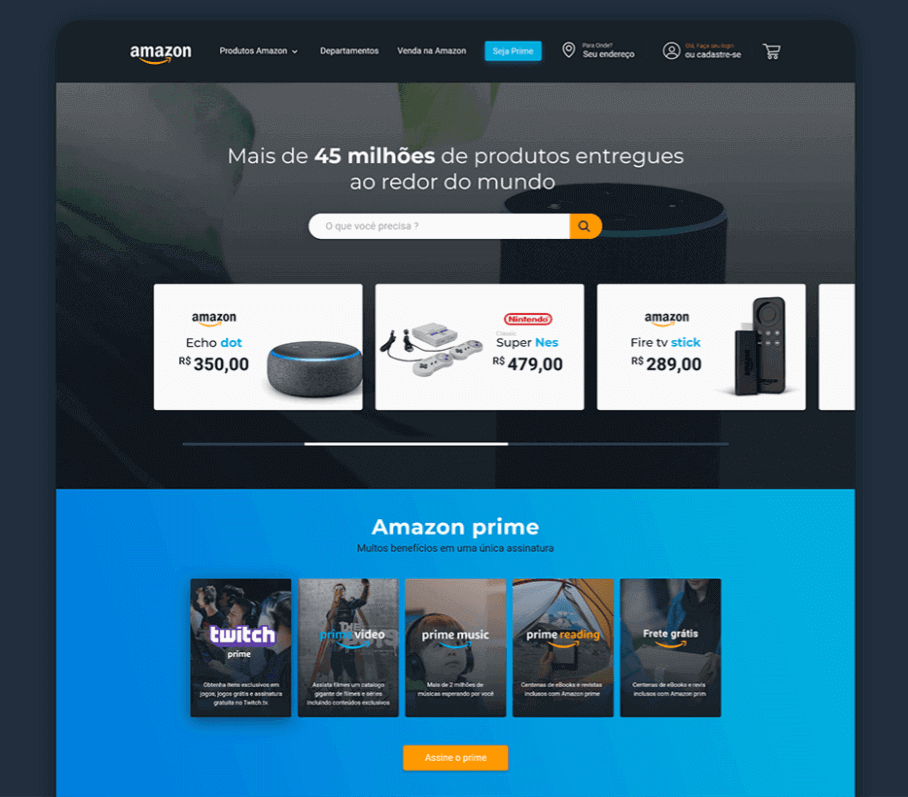 amazon
Produtos Amazon
Departamentos
Venda na Amazon
Seja Prime
Para Onde?
Seu endereço
Olá, Faça seu login
ou cadastre-se
Mais de 45 milhões de produtos entregues
ao redor do mundo
O que você precisa ?
amazon
Echo dot
R$ 350,00
Nintendo
Classic
Super Nes
R$ 479,00
amazon
Fire tv stick
R$ 289,00
Amazon prime
Muitos benefícios em uma única assinatura
twitch
prime
Obtenha itens exclusivos em
jogos, jogos grátis e assinatura
gratuita no Twitch.tv
prime video
Assista filmes um catalogo
gigante de filmes e séries
incluindo conteúdos exclusivos
prime music
Mais de 2 milhões de
músicas esperando por você
prime reading
Centenas de eBooks e revistas
inclusos com Amazon prime
Frete grátis
Centenas de eBooks e revis
inclusos com Amazon prim
Assine o prime